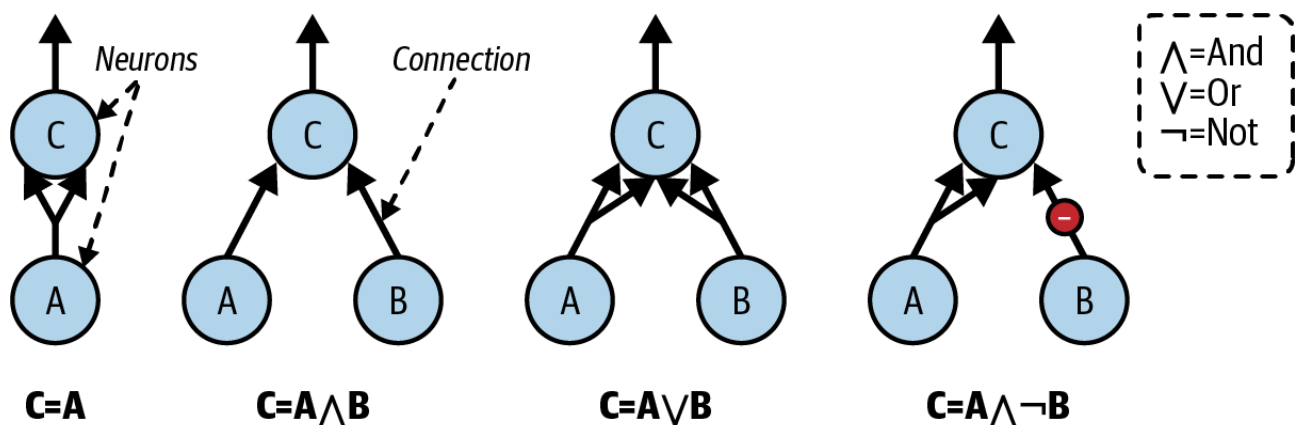 Neurons
Connection
∧=And
∨=Or
¬=Not
C
C
C
C
A
A
B
A
B
−
A
B
C=A
C=A∧B
C=A∨B
C=A∧¬B